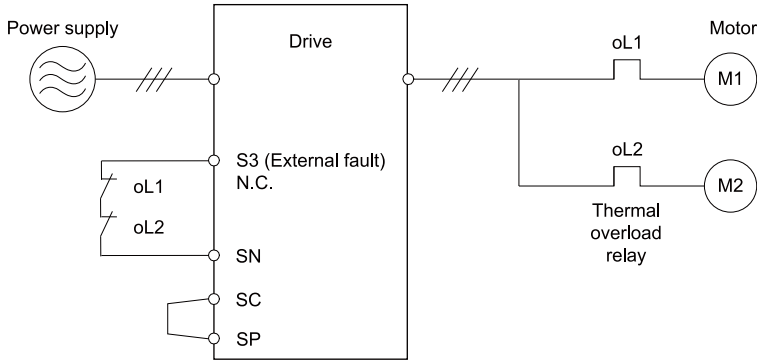 Power supply
Drive
oL1
Motor
M1
S3 (External fault)
N.C.
oL1
oL2
oL2
M2
Thermal
overload
relay
SN
SC
SP